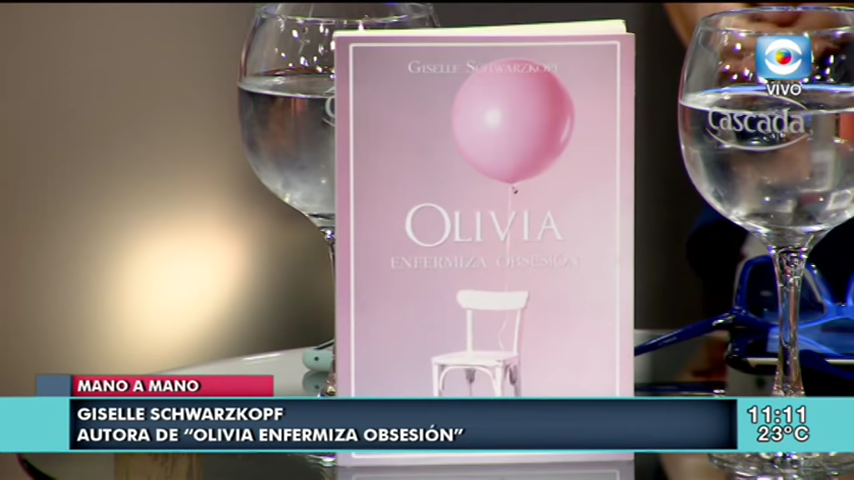 GISELLE SCHWARZKOPF
VIVO
Cascada
OLIVIA
ENFERMIZA OBSESIÓN
MANO A MANO
GISELLE SCHWARZKOPF
AUTORA DE “OLIVIA ENFERMIZA OBSESIÓN”
11:11
23°C